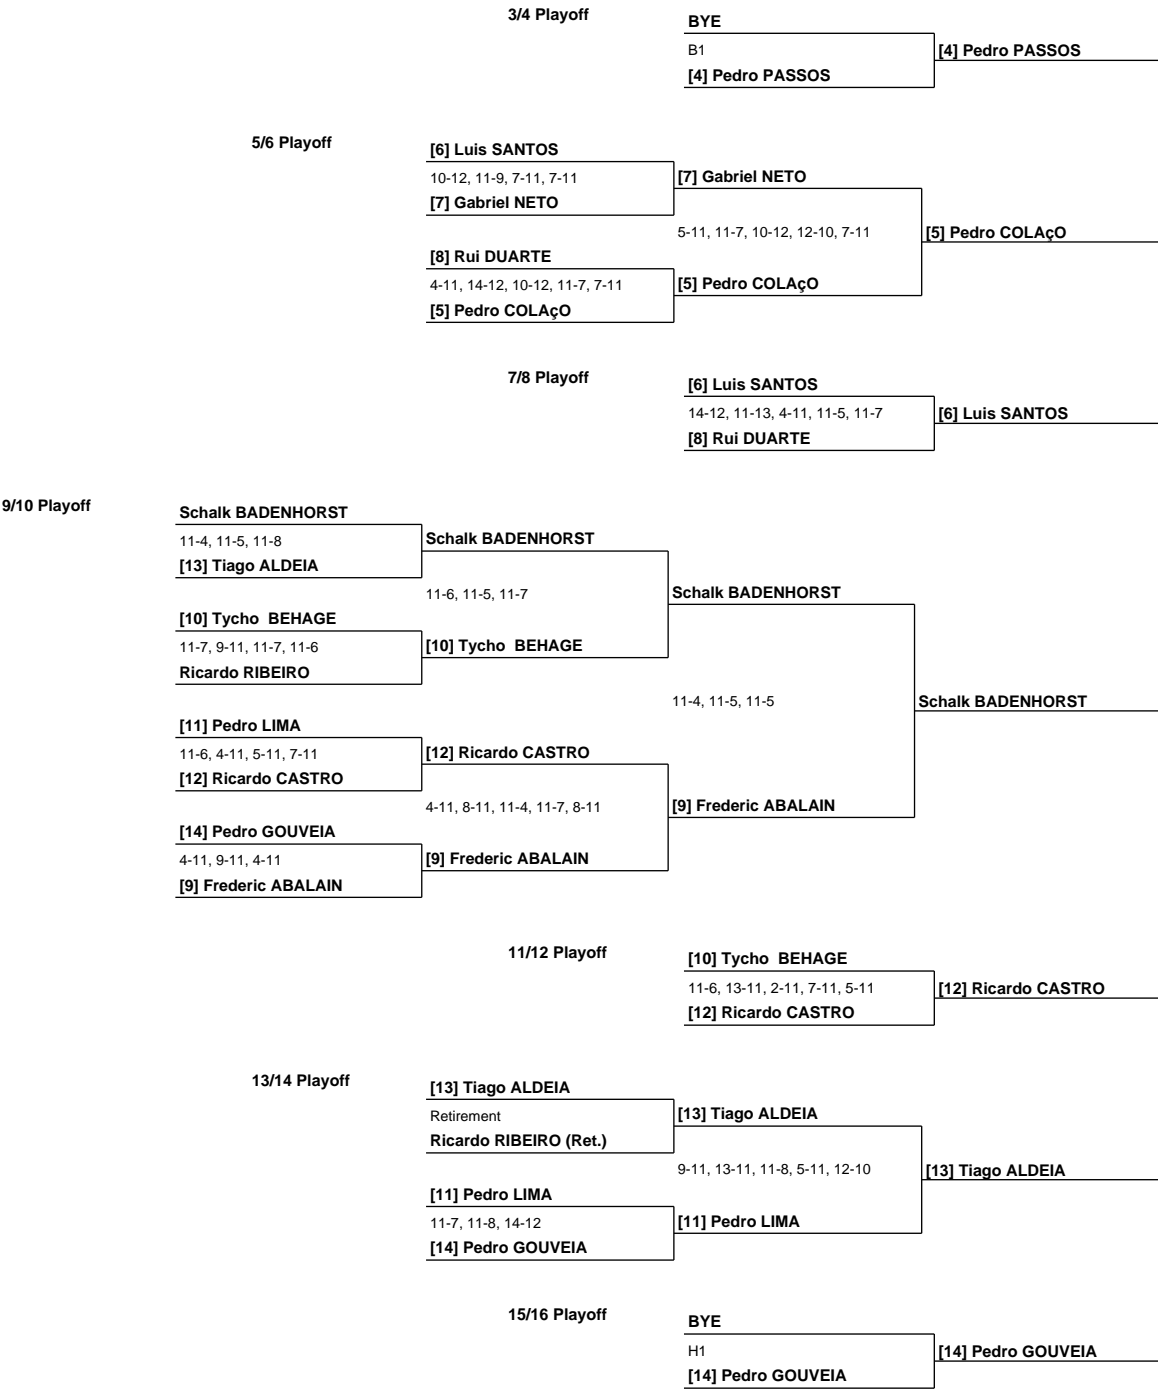 3/4 Playoff
BYE
B1
[4] Pedro PASSOS
[4] Pedro PASSOS
5/6 Playoff
[6] Luis SANTOS
10-12, 11-9, 7-11, 7-11
[7] Gabriel NETO
[7] Gabriel NETO
5-11, 11-7, 10-12, 12-10, 7-11
[5] Pedro COLAçO
[8] Rui DUARTE
4-11, 14-12, 10-12, 11-7, 7-11
[5] Pedro COLAçO
[5] Pedro COLAçO
7/8 Playoff
[6] Luis SANTOS
14-12, 11-13, 4-11, 11-5, 11-7
[6] Luis SANTOS
[8] Rui DUARTE
9/10 Playoff
Schalk BADENHORST
11-4, 11-5, 11-8
Schalk BADENHORST
[13] Tiago ALDEIA
11-6, 11-5, 11-7
Schalk BADENHORST
[10] Tycho  BEHAGE
11-7, 9-11, 11-7, 11-6
[10] Tycho  BEHAGE
Ricardo RIBEIRO
11-4, 11-5, 11-5
Schalk BADENHORST
[11] Pedro LIMA
11-6, 4-11, 5-11, 7-11
[12] Ricardo CASTRO
[12] Ricardo CASTRO
4-11, 8-11, 11-4, 11-7, 8-11
[9] Frederic ABALAIN
[14] Pedro GOUVEIA
4-11, 9-11, 4-11
[9] Frederic ABALAIN
[9] Frederic ABALAIN
11/12 Playoff
[10] Tycho  BEHAGE
11-6, 13-11, 2-11, 7-11, 5-11
[12] Ricardo CASTRO
[12] Ricardo CASTRO
13/14 Playoff
[13] Tiago ALDEIA
Retirement
[13] Tiago ALDEIA
Ricardo RIBEIRO (Ret.)
9-11, 13-11, 11-8, 5-11, 12-10
[13] Tiago ALDEIA
[11] Pedro LIMA
11-7, 11-8, 14-12
[11] Pedro LIMA
[14] Pedro GOUVEIA
15/16 Playoff
BYE
H1
[14] Pedro GOUVEIA
[14] Pedro GOUVEIA